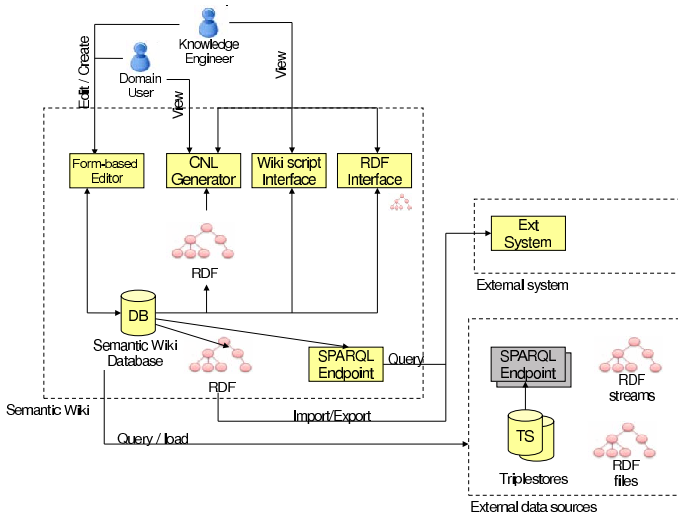 Knowledge
Engineer
Domain
User
Edit / Create
View
View
Form-based
Editor
CNL
Generator
Wiki script
Interface
RDF
Interface
RDF
DB
Semantic Wiki
Database
RDF
SPARQL
Endpoint
Query
Semantic Wiki
Import/Export
Query / load
Ext
System
External system
SPARQL
Endpoint
RDF
streams
TS
Triplestores
RDF
files
External data sources